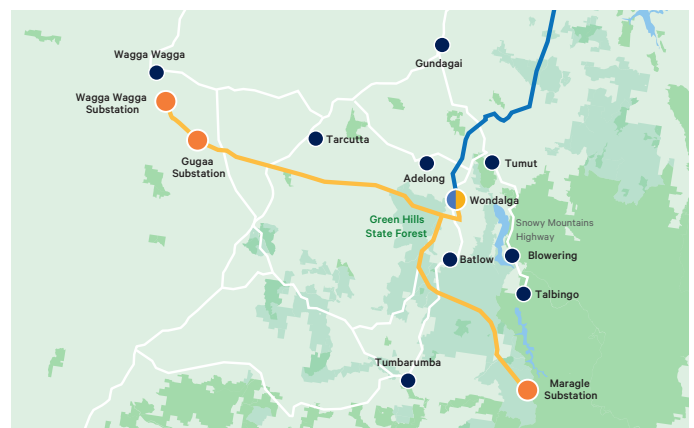 Wagga Wagga
Gundagai
Wagga Wagga
Substation
Tarcutta
Gugaa
Substation
Adelong
Tumut
Wondalga
Green Hills
State Forest
Snowy Mountains
Highway
Batlow
Blowering
Talbingo
Tumbarumba
Maragle
Substation